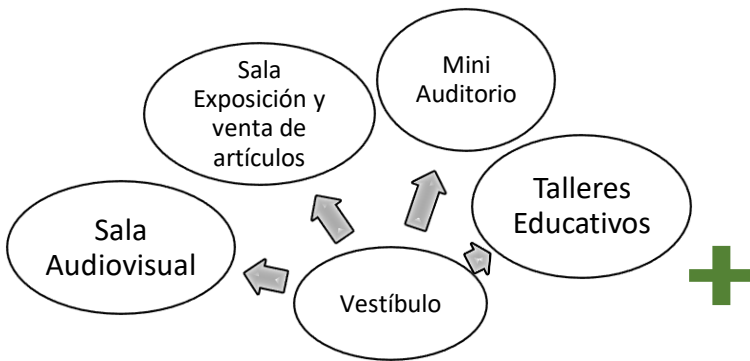 Sala
Exposición y
venta de
artículos
Mini
Auditorio
Talleres
Educativos
Sala
Audiovisual
Vestíbulo